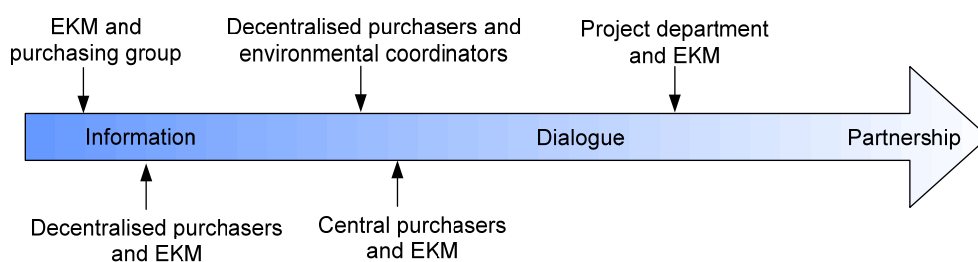 EKM and
purchasing group
Decentralised purchasers and
environmental coordinators
Project department
and EKM
Information
Dialogue
Partnership
Decentralised purchasers
and EKM
Central purchasers
and EKM